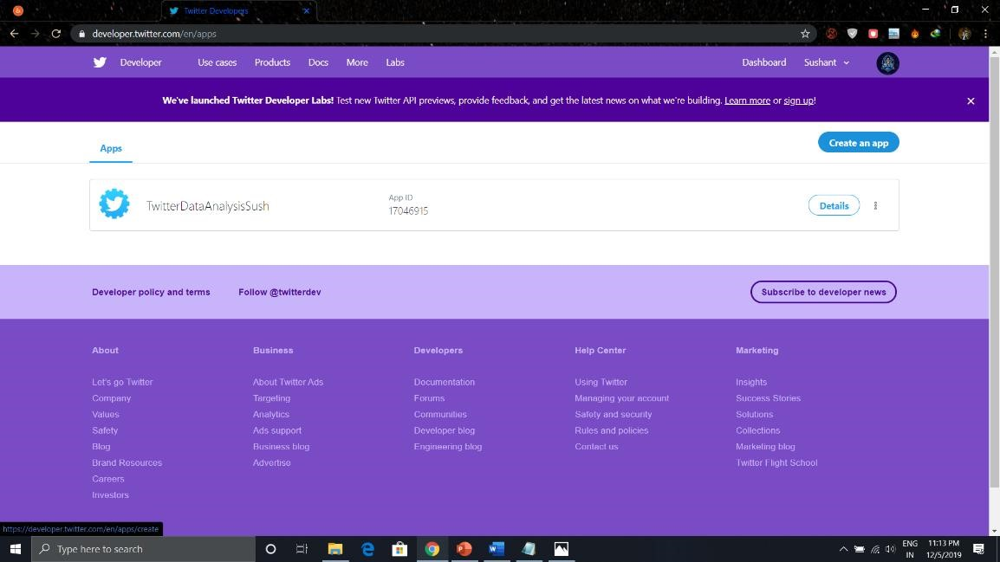 Twitter Developers
developer.twitter.com/en/apps
Developer Use cases Products Docs More Labs Dashboard Sushant
We've launched Twitter Developer Labs! Test new Twitter API previews, provide feedback, and get the latest news on what we're building. Learn more or sign up!
Apps Create an app
TwitterDataAnalysisSush App ID Details
17046915
Developer policy and terms Follow @twitterdev Subscribe to developer news
About Business Developers Help Center Marketing
Let's go Twitter About Twitter Ads Documentation Using Twitter Insights
Company Targeting Forums Managing your account Success Stories
Values Analytics Communities Safety and security Solutions
Safety Ads support Developer blog Rules and policies Collections
Blog Business blog Engineering blog Contact us Marketing blog
Brand Resources Advertise Twitter Flight School
Careers
Investors
https://developer.twitter.com/en/apps/create
Type here to search ENG 11:13 PM
IN 12/5/2019